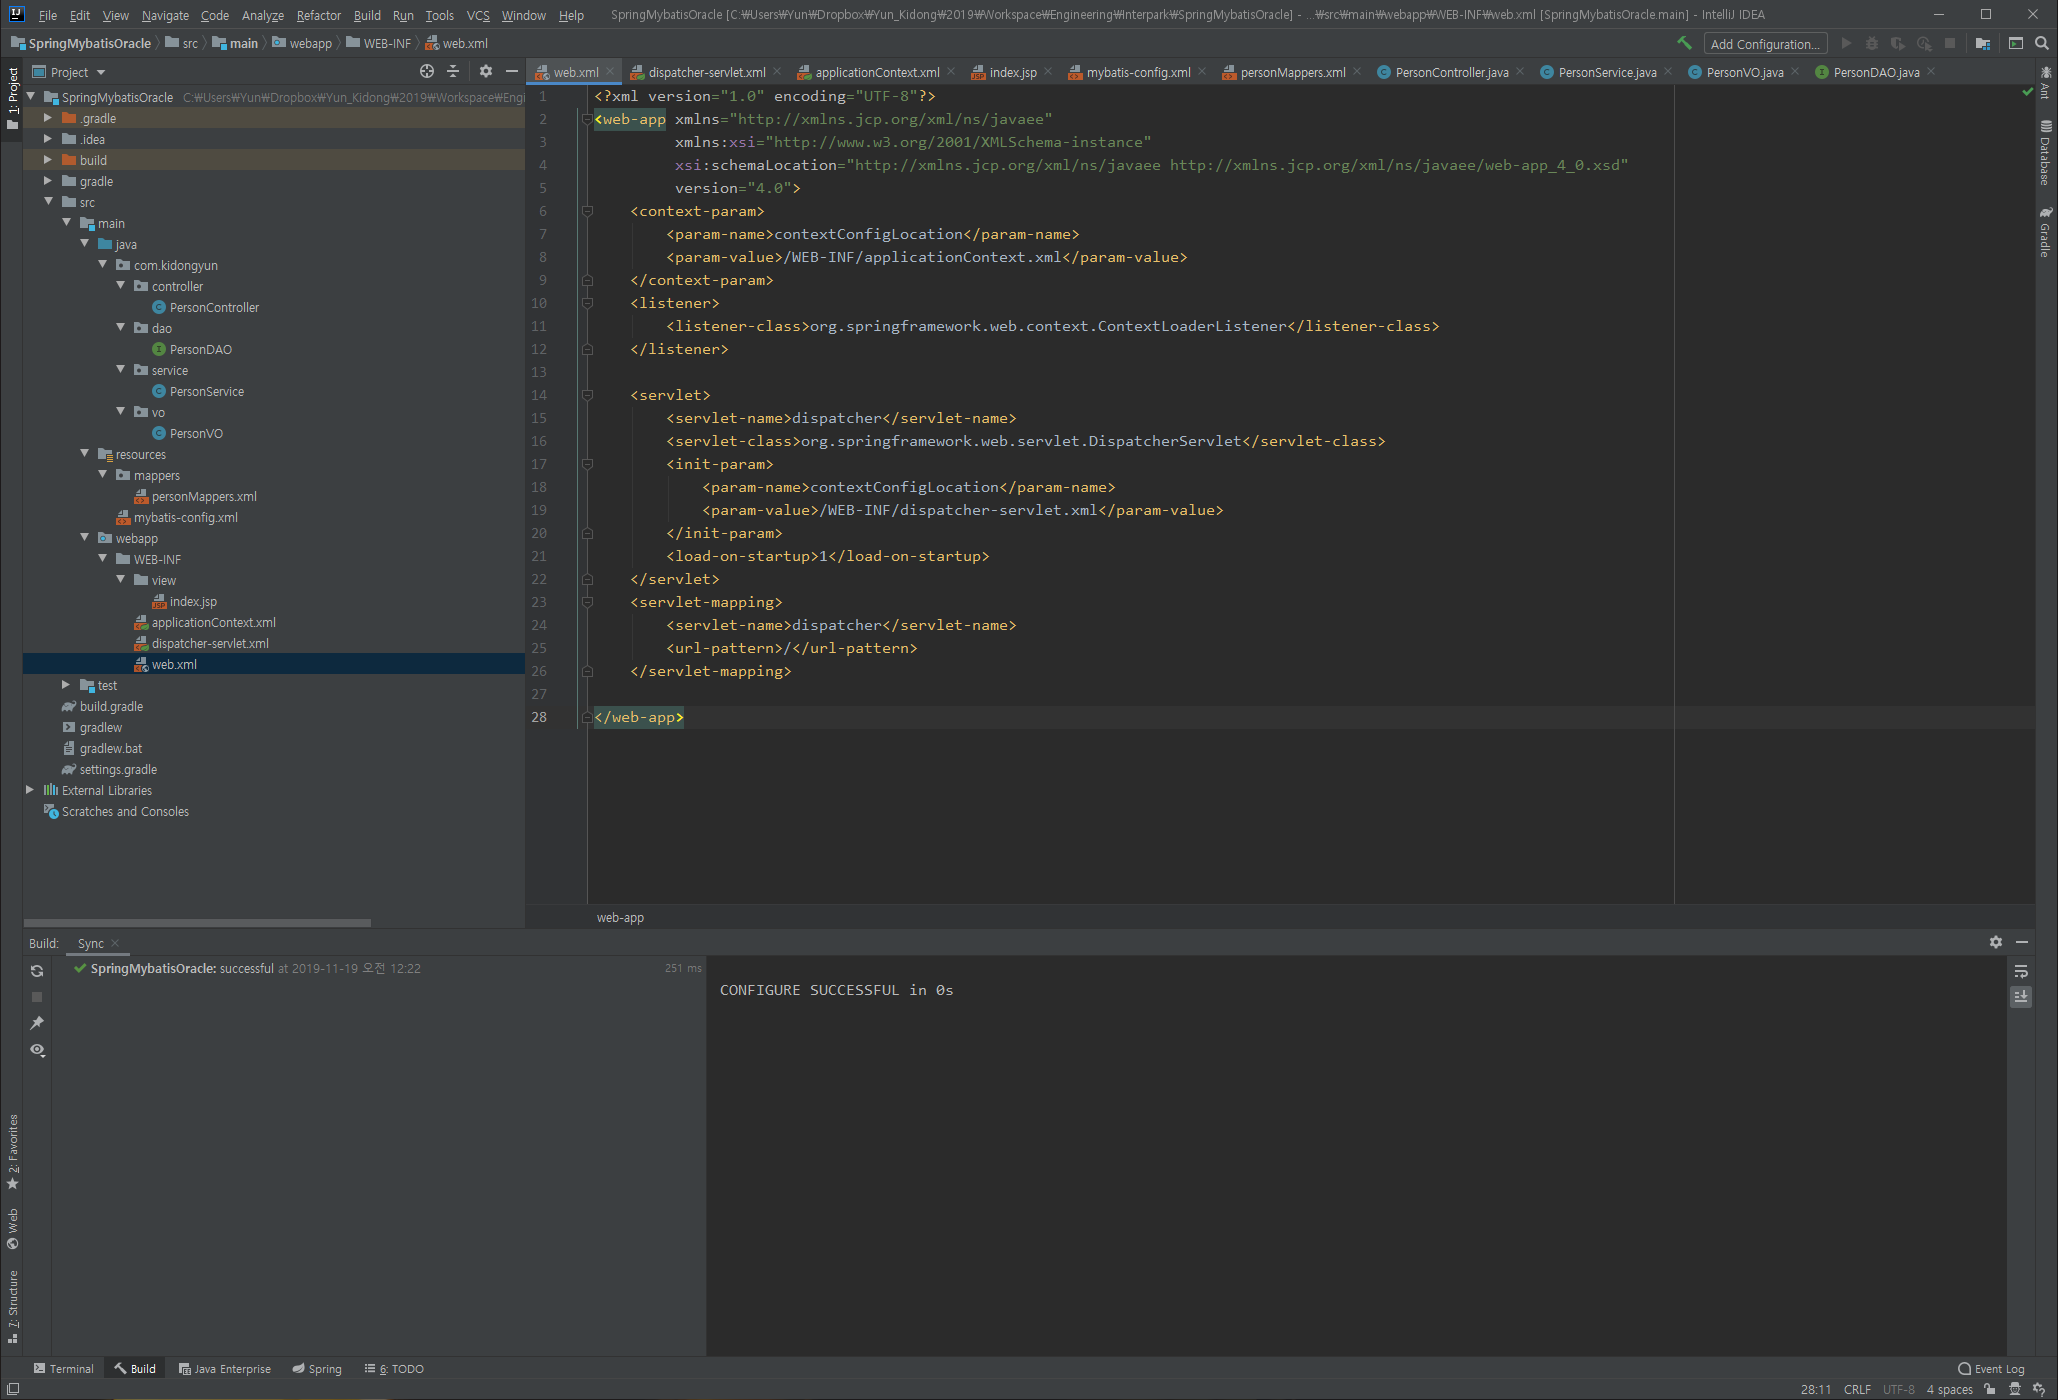 File Edit View Navigate Code Analyze Refactor Build Run Tools VCS Window Help SpringMybatisOracle [C:₩Users₩Yun₩Dropbox₩Yun_Kidong₩2019₩Workspace₩Engineering₩Interpark₩SpringMybatisOracle] - ...₩src₩main₩webapp₩WEB-INF₩web.xml [SpringMybatisOracle.main] - IntelliJ IDEA
SpringMybatisOracle src main webapp WEB-INF web.xml Add Configuration...
1: Project
Project
web.xml dispatcher-servlet.xml applicationContext.xml index.jsp mybatis-config.xml personMappers.xml PersonController.java PersonService.java PersonVO.java PersonDAO.java
SpringMybatisOracle C:₩Users₩Yun₩Dropbox₩Yun_Kidong₩2019₩Workspace₩Engi
.gradle
.idea
build
gradle
src
main
java
com.kidongyun
controller
PersonController
dao
PersonDAO
service
PersonService
vo
PersonVO
resources
mappers
personMappers.xml
mybatis-config.xml
webapp
WEB-INF
view
index.jsp
applicationContext.xml
dispatcher-servlet.xml
web.xml
test
build.gradle
gradlew
gradlew.bat
settings.gradle
External Libraries
Scratches and Consoles
1 <?xml version="1.0" encoding="UTF-8"?>
2 <web-app xmlns="http://xmlns.jcp.org/xml/ns/javaee"
3 xmlns:xsi="http://www.w3.org/2001/XMLSchema-instance"
4 xsi:schemaLocation="http://xmlns.jcp.org/xml/ns/javaee http://xmlns.jcp.org/xml/ns/javaee/web-app_4_0.xsd"
5 version="4.0">
6 <context-param>
7 <param-name>contextConfigLocation</param-name>
8 <param-value>/WEB-INF/applicationContext.xml</param-value>
9 </context-param>
10 <listener>
11 <listener-class>org.springframework.web.context.ContextLoaderListener</listener-class>
12 </listener>
13
14 <servlet>
15 <servlet-name>dispatcher</servlet-name>
16 <servlet-class>org.springframework.web.servlet.DispatcherServlet</servlet-class>
17 <init-param>
18 <param-name>contextConfigLocation</param-name>
19 <param-value>/WEB-INF/dispatcher-servlet.xml</param-value>
20 </init-param>
21 <load-on-startup>1</load-on-startup>
22 </servlet>
23 <servlet-mapping>
24 <servlet-name>dispatcher</servlet-name>
25 <url-pattern>/</url-pattern>
26 </servlet-mapping>
27
28 </web-app>
web-app
Ant
Database
Gradle
Build: Sync
SpringMybatisOracle: successful at 2019-11-19 오전 12:22 251 ms
CONFIGURE SUCCESSFUL in 0s
2: Favorites
Web
7: Structure
Terminal Build Java Enterprise Spring 6: TODO Event Log
28:11 CRLF UTF-8 4 spaces